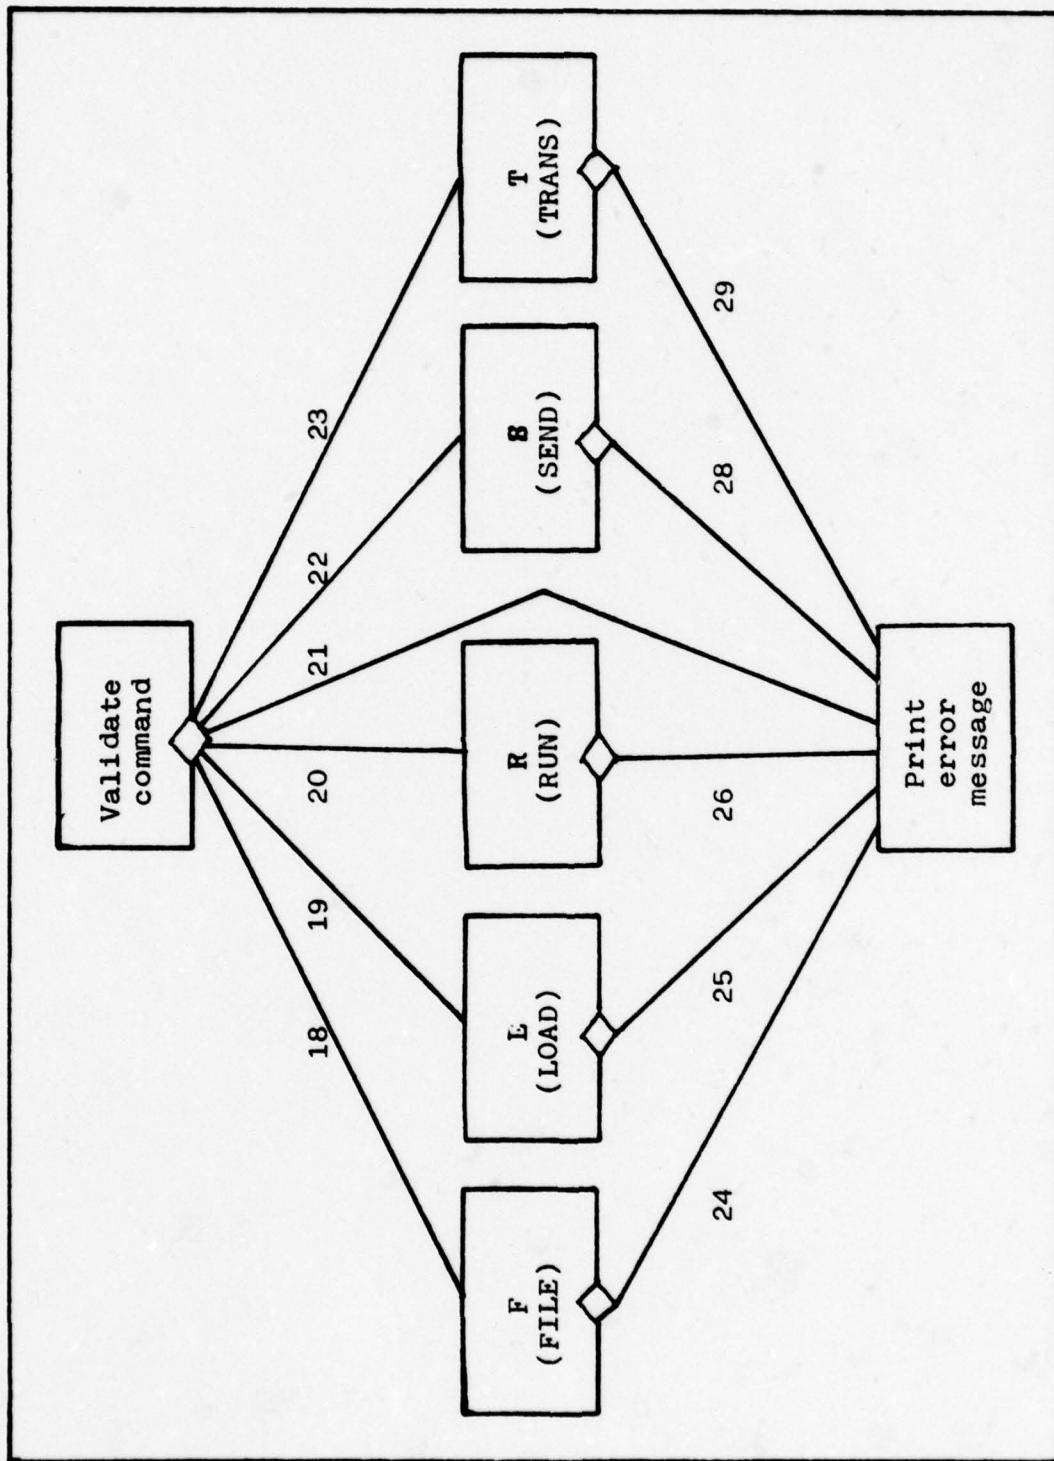 Validate
command
18 19 20 21 22 23
F
(FILE)
L
(LOAD)
R
(RUN)
S
(SEND)
T
(TRANS)
24 25 26 28 29
Print
error
message